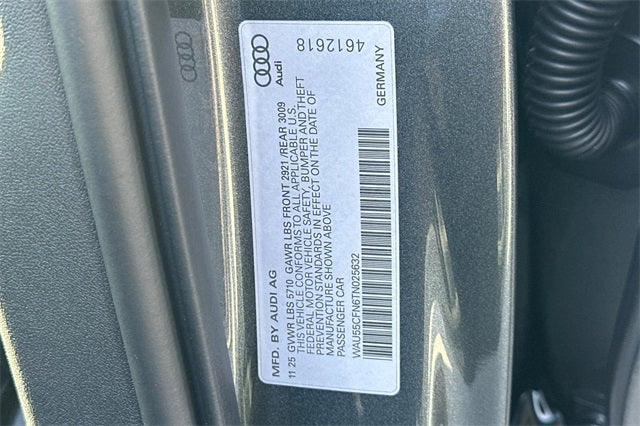 Audi
4612618
MFD. BY AUDI AG
11 25 GVWR LBS 5710 GAWR LBS FRONT 2921 /REAR 3009
THIS VEHICLE CONFORMS TO ALL APPLICABLE U.S.
FEDERAL MOTOR VEHICLE SAFETY, BUMPER AND THEFT
PREVENTION STANDARDS IN EFFECT ON THE DATE OF
MANUFACTURE SHOWN ABOVE
PASSENGER CAR
WAU55CFN6TN025632
GERMANY